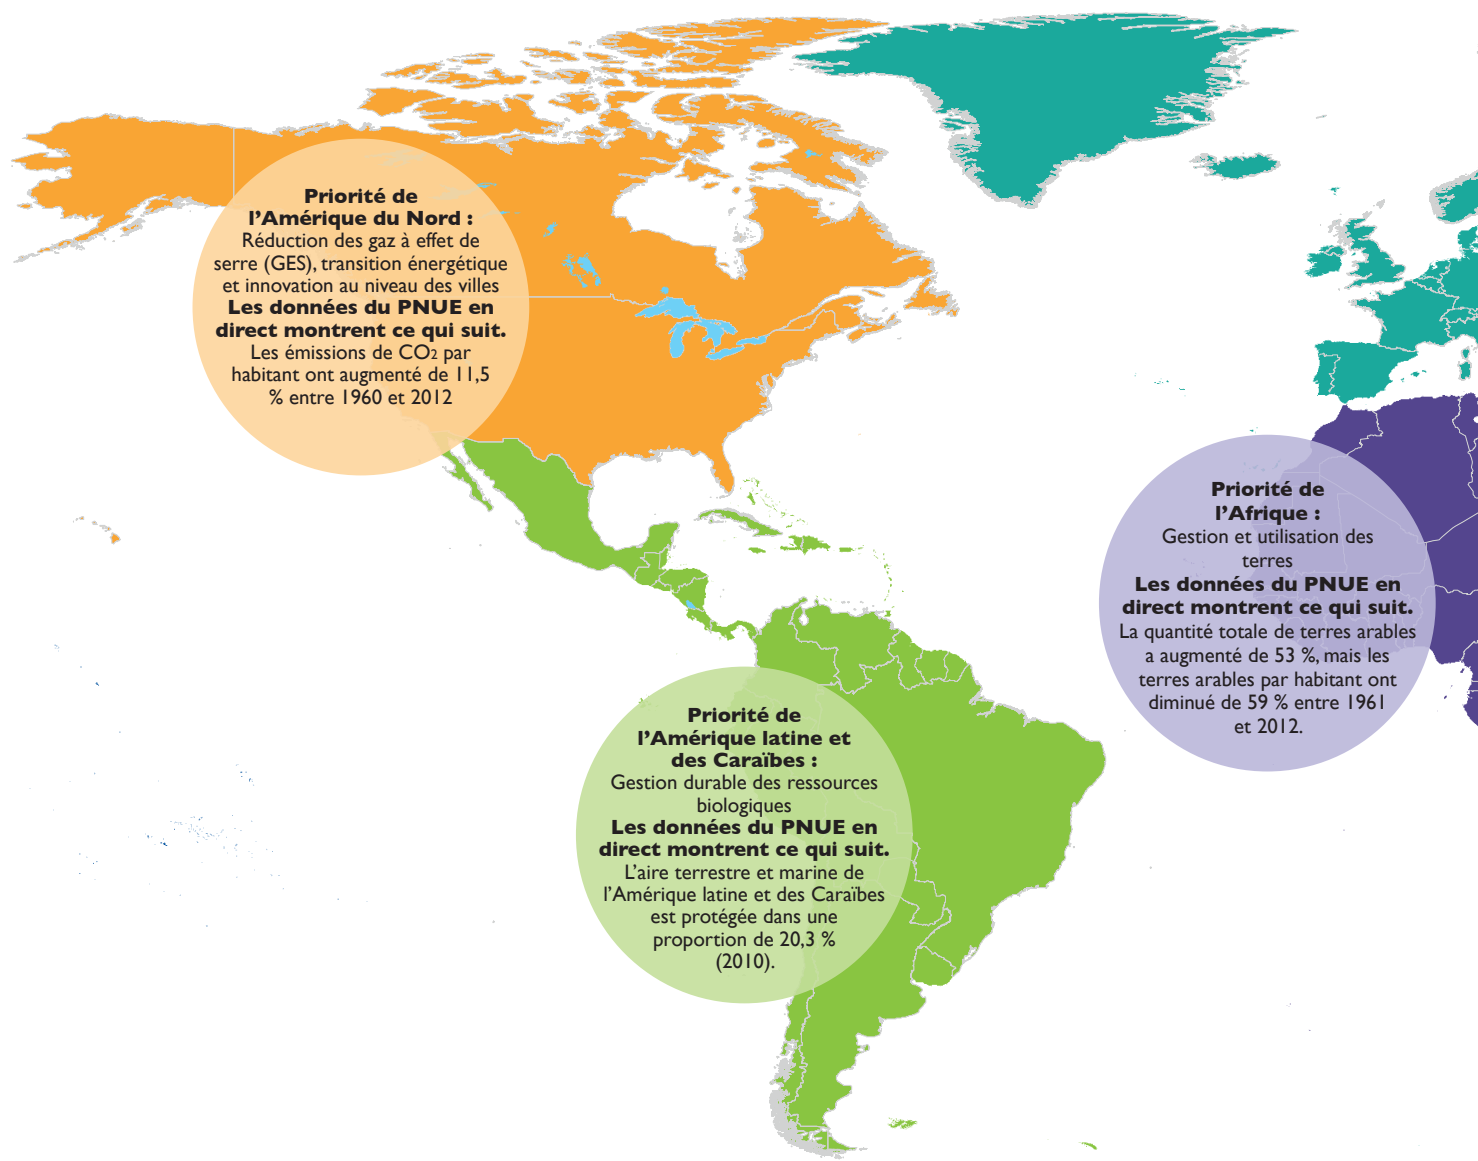 Priorité de
l’Amérique du Nord :
Réduction des gaz à effet de
serre (GES), transition énergétique
et innovation au niveau des villes
Les données du PNUE en
direct montrent ce qui suit.
Les émissions de CO2 par
habitant ont augmenté de 11,5
% entre 1960 et 2012
Priorité de
l’Afrique :
Gestion et utilisation des
terres
Les données du PNUE en
direct montrent ce qui suit.
La quantité totale de terres arables
a augmenté de 53 %, mais les
terres arables par habitant ont
diminué de 59 % entre 1961
et 2012.
Priorité de
l’Amérique latine et
des Caraïbes :
Gestion durable des ressources
biologiques
Les données du PNUE en
direct montrent ce qui suit.
L’aire terrestre et marine de
l’Amérique latine et des Caraïbes
est protégée dans une
proportion de 20,3 %
(2010).